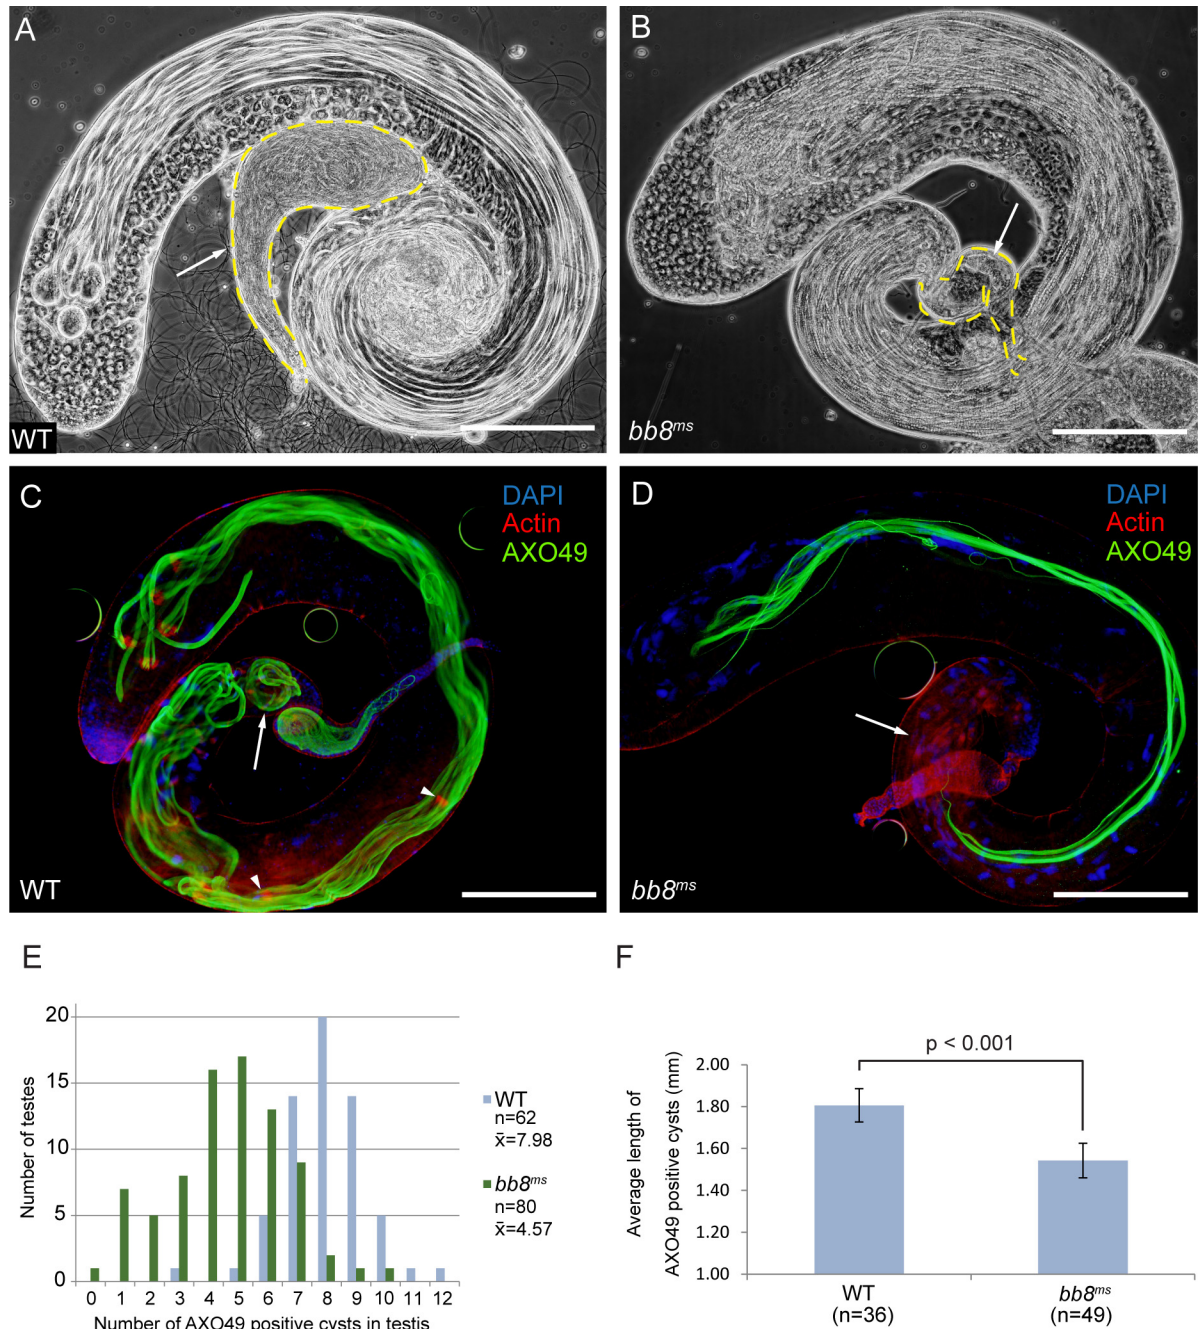 A
WT
B
bb8ms
C
DAPI
Actin
AXO49
WT
D
DAPI
Actin
AXO49
bb8ms
E
Number of testes
20
15
10
5
0
0 1 2 3 4 5 6 7 8 9 10 11 12
Number of AXO49 positive cysts in testis
WT
n=62
x̄=7.98
bb8ms
n=80
x̄=4.57
F
Average length of
AXO49 positive cysts (mm)
p < 0.001
2.00
1.80
1.60
1.40
1.20
1.00
WT
(n=36)
bb8ms
(n=49)